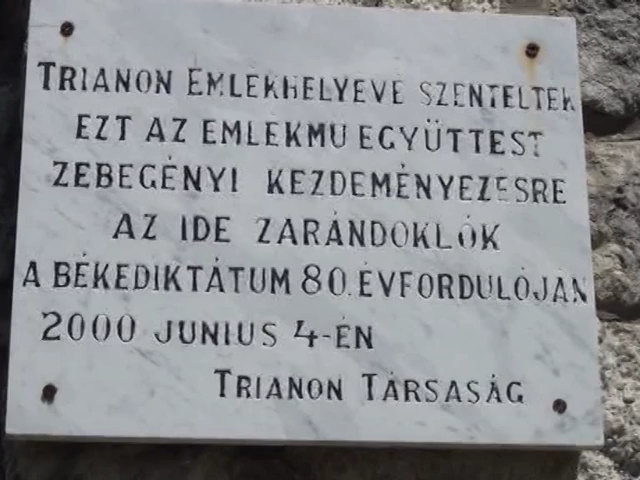 TRIANON EMLEKHELYEVE SZENTELTEK
EZT AZ EMLEKMU EGYÜTTEST
ZEBEGÉNYI KEZDEMÉNYEZESRE
AZ IDE ZARÁNDOKLÓK
A BÉKEDIKTÁTUM 80. ÉVFORDULÓJÁN
2000 JUNIUS 4-ÉN
TRIANON TÁRSASÁG